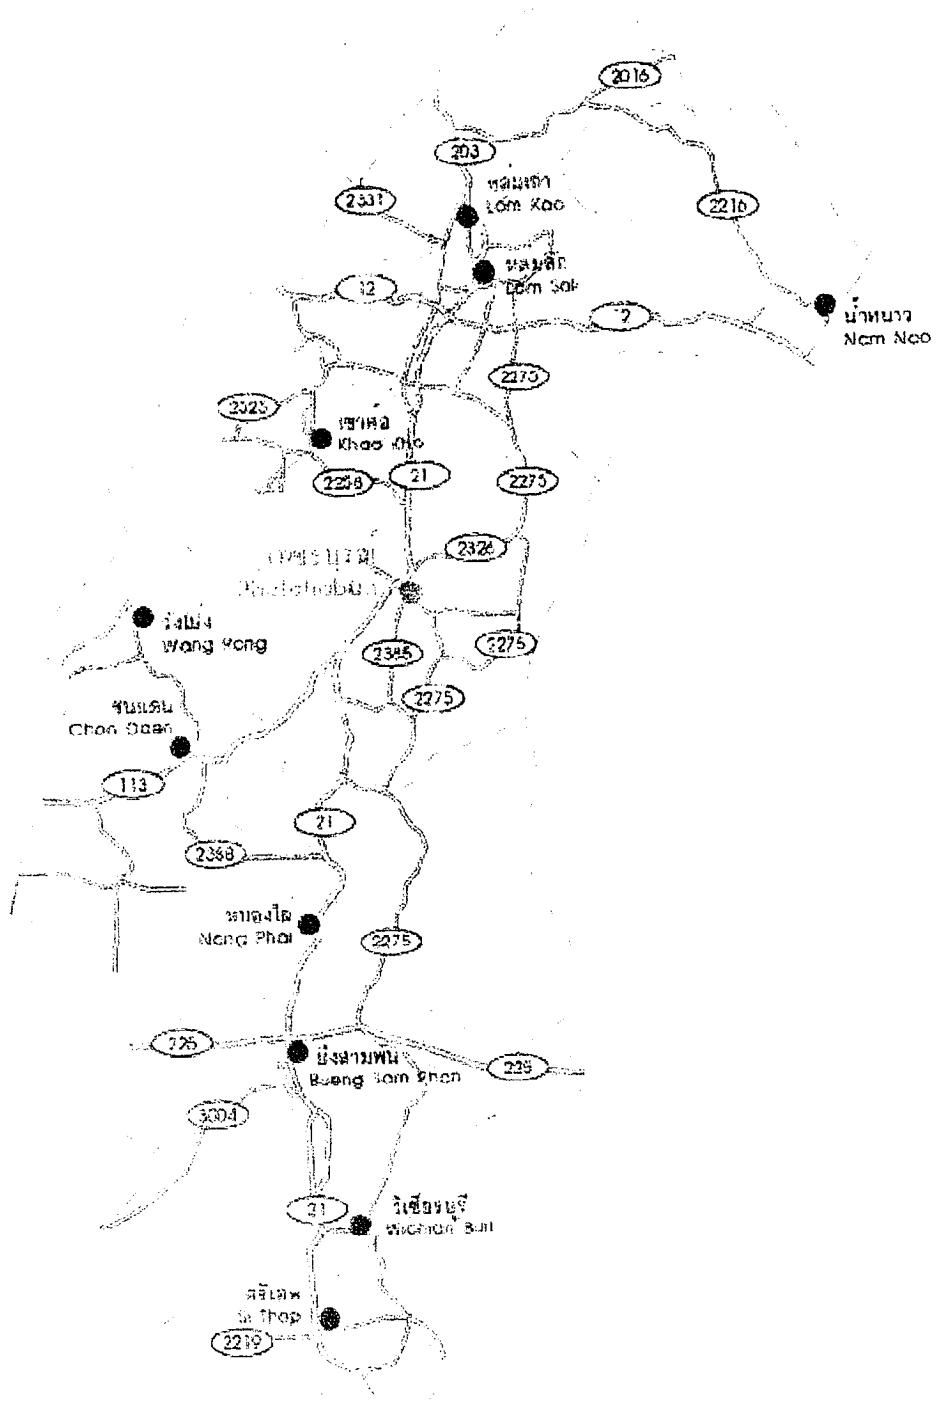 2016
203
หล่มเก่า
Lom Kao
2331
2216
หล่มสัก
Lom Sak
12
น้ำหนาว
Nam Nao
12
2275
2323
เขาค้อ
Khao Kho
2258
21
2275
2326
วังโป่ง
Wang Pong
2385
2275
2275
ชนแดน
Chon Daen
113
21
2388
หนองไผ่
Nong Phai
2275
225
บึงสามพัน
Bueng Sam Phan
225
3004
21
วิเชียรบุรี
Wichian Buri
ศรีเทพ
Si Thep
2219